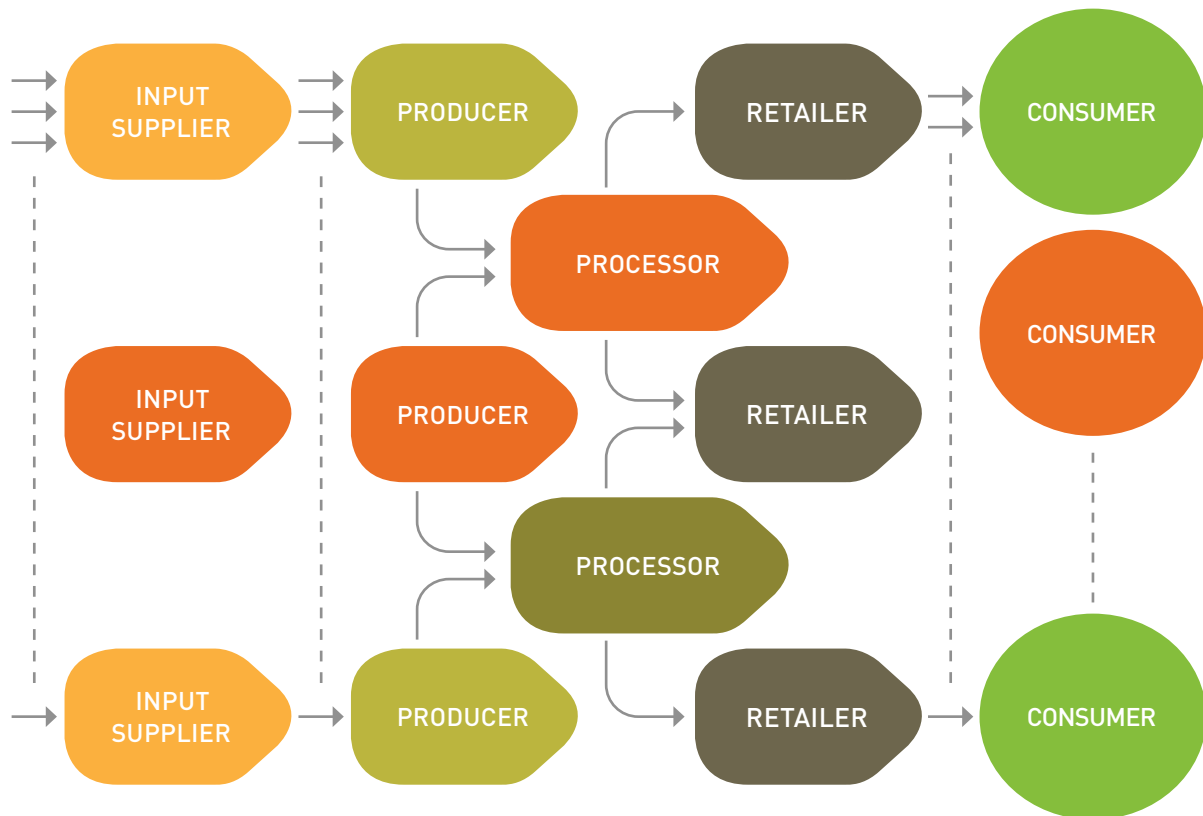 INPUT
SUPPLIER
PRODUCER
RETAILER
CONSUMER
PROCESSOR
CONSUMER
INPUT
SUPPLIER
PRODUCER
RETAILER
PROCESSOR
INPUT
SUPPLIER
PRODUCER
RETAILER
CONSUMER